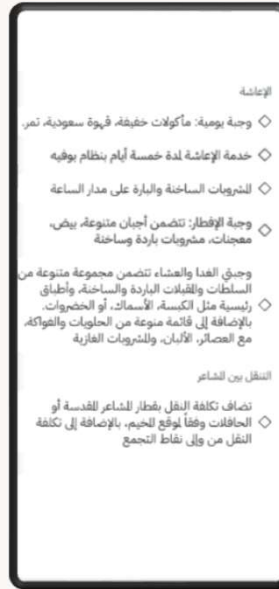 الإعاشة
وجبة يومية: مأكولات خفيفة، قهوة سعودية، تمر.
خدمة الإعاشة لمدة خمسة أيام بنظام بوفيه
المشروبات الساخنة والبارة على مدار الساعة
وجبة الإفطار: تتضمن أجبان متنوعة، بيض،
معجنات، مشروبات باردة وساخنة
وجبتي الغدا والعشاء تتضمن مجموعة متنوعة من
السلطات والمقبلات الباردة والساخنة، وأطباق
رئيسية مثل الكبسة، الأسماك، أو الخضروات.
بالإضافة إلى قائمة منوعة من الحلويات والفواكة،
مع العصائر، الألبان، والمشروبات الغازية
التنقل بين المشاعر
تضاف تكلفة النقل بقطار المشاعر المقدسة أو
الحافلات وفقاً لموقع المخيم، بالإضافة إلى تكلفة
النقل من وإلى نقاط التجمع